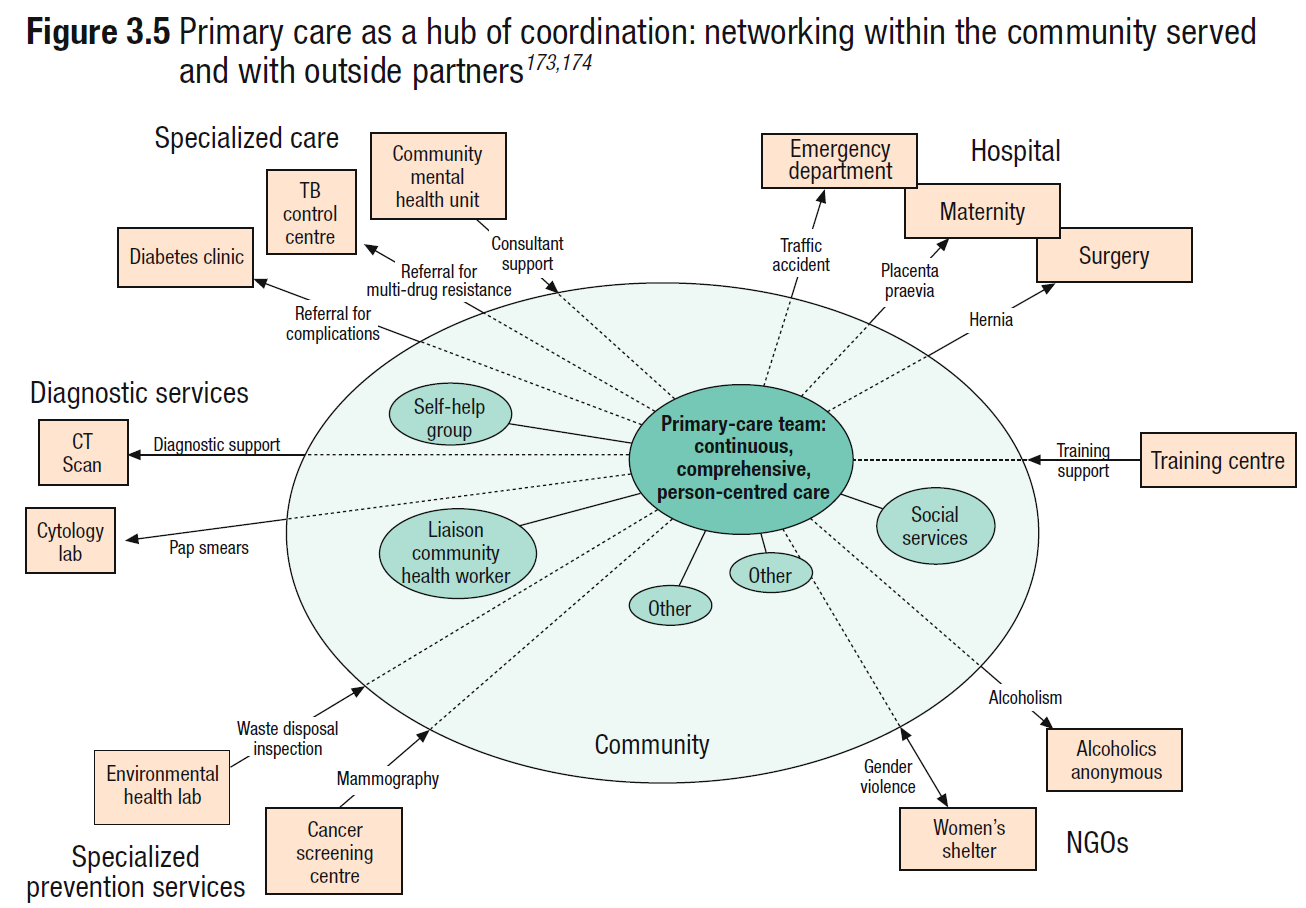 Figure 3.5 Primary care as a hub of coordination: networking within the community served
and with outside partners173,174
Specialized care
Community
mental
health unit
TB
control
centre
Diabetes clinic
Consultant
support
Referral for
multi-drug resistance
Referral for
complications
Emergency
department
Hospital
Maternity
Surgery
Traffic
accident
Placenta
praevia
Hernia
Diagnostic services
CT
Scan
Diagnostic support
Cytology
lab
Pap smears
Self-help
group
Primary-care team:
continuous,
comprehensive,
person-centred care
Training
support
Training centre
Liaison
community
health worker
Social
services
Other
Other
Community
Waste disposal
inspection
Environmental
health lab
Mammography
Cancer
screening
centre
Specialized
prevention services
Alcoholism
Alcoholics
anonymous
Gender
violence
Women's
shelter
NGOs